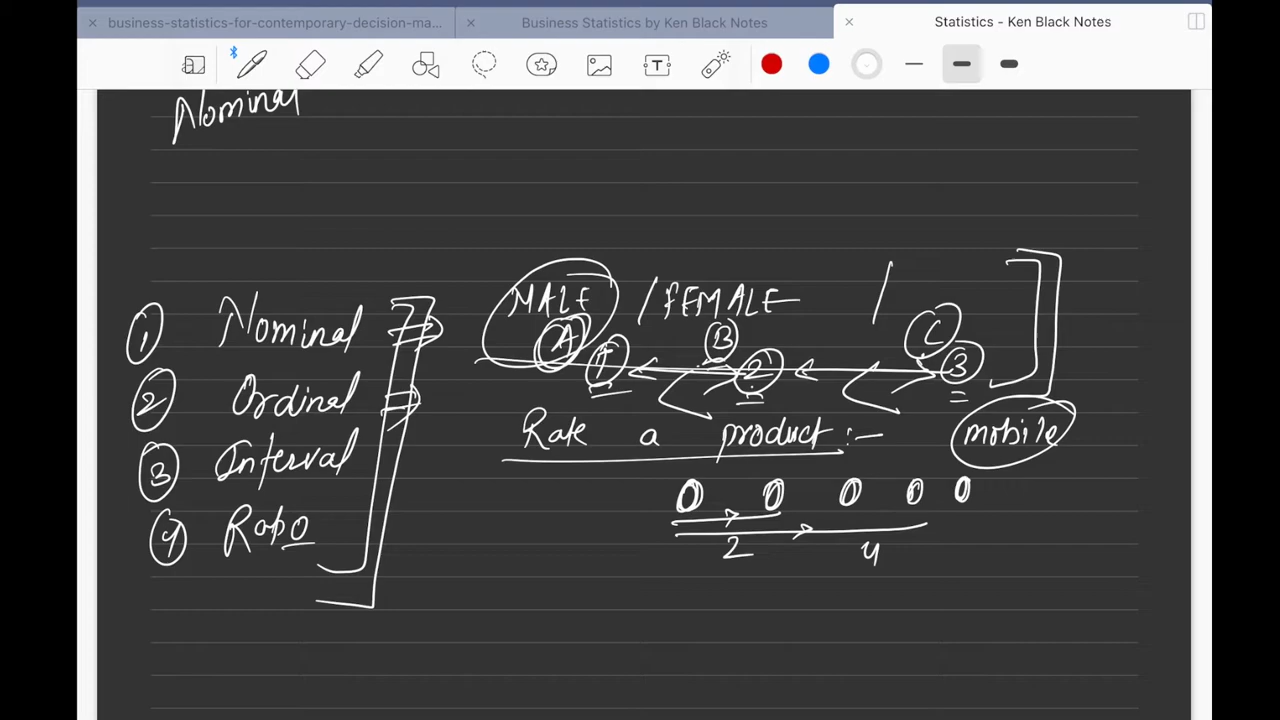 business-statistics-for-contemporary-decision-ma...
Business Statistics by Ken Black Notes
Statistics - Ken Black Notes
T
Nominal
MALE / FEMALE /
A B C
1 Nominal
1 2 3
2 Ordinal
Rate a product :- mobile
3 Interval
0 0 0 0 0
4 Ratio
2 4